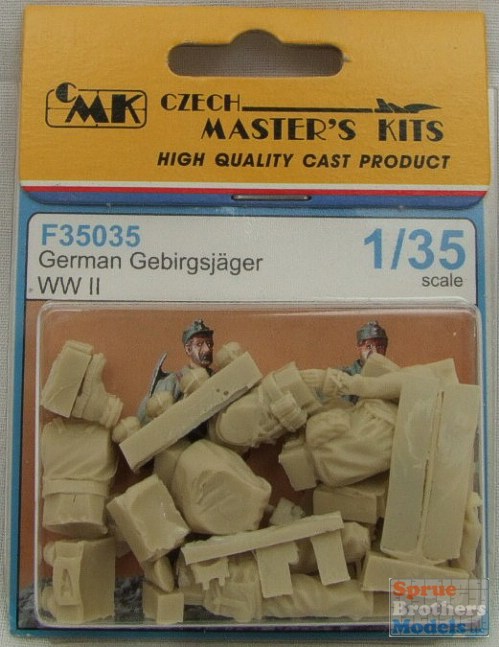 CMK
CZECH
MASTER'S KITS
HIGH QUALITY CAST PRODUCT
F35035
German Gebirgsjäger
WW II
1/35
scale
A
Sprue
Brothers
Models